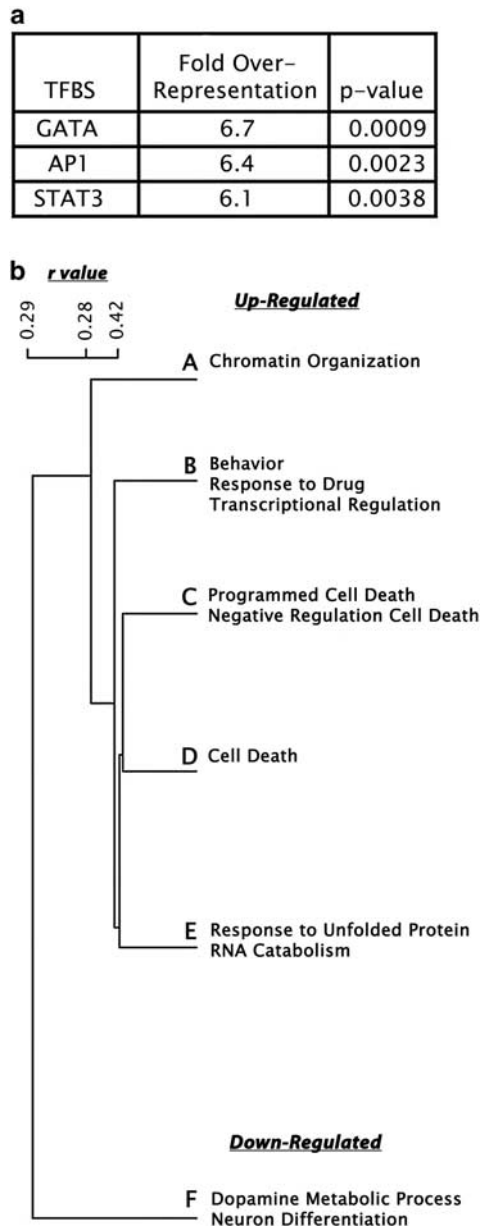 a
TFBS Fold Over-Representation p-value
GATA 6.7 0.0009
AP1 6.4 0.0023
STAT3 6.1 0.0038
b r value
0.29 0.28 0.42
Up-Regulated
A Chromatin Organization
B Behavior
Response to Drug
Transcriptional Regulation
C Programmed Cell Death
Negative Regulation Cell Death
D Cell Death
E Response to Unfolded Protein
RNA Catabolism
Down-Regulated
F Dopamine Metabolic Process
Neuron Differentiation